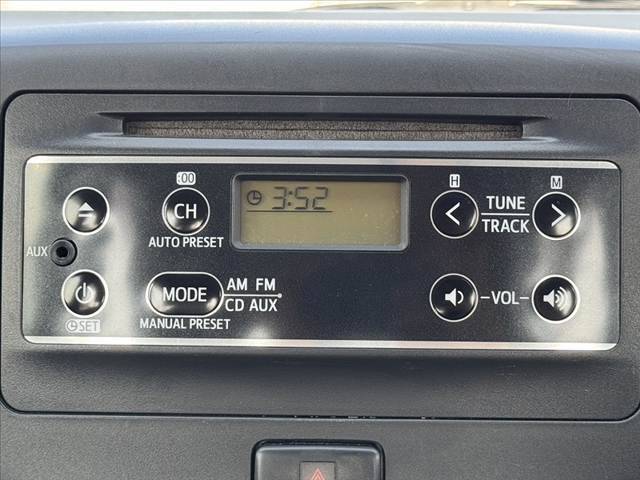 :00
H
M
3:52
CH
TUNE
TRACK
AUTO PRESET
AUX
MODE
AM FM
CD AUX
VOL
SET
MANUAL PRESET